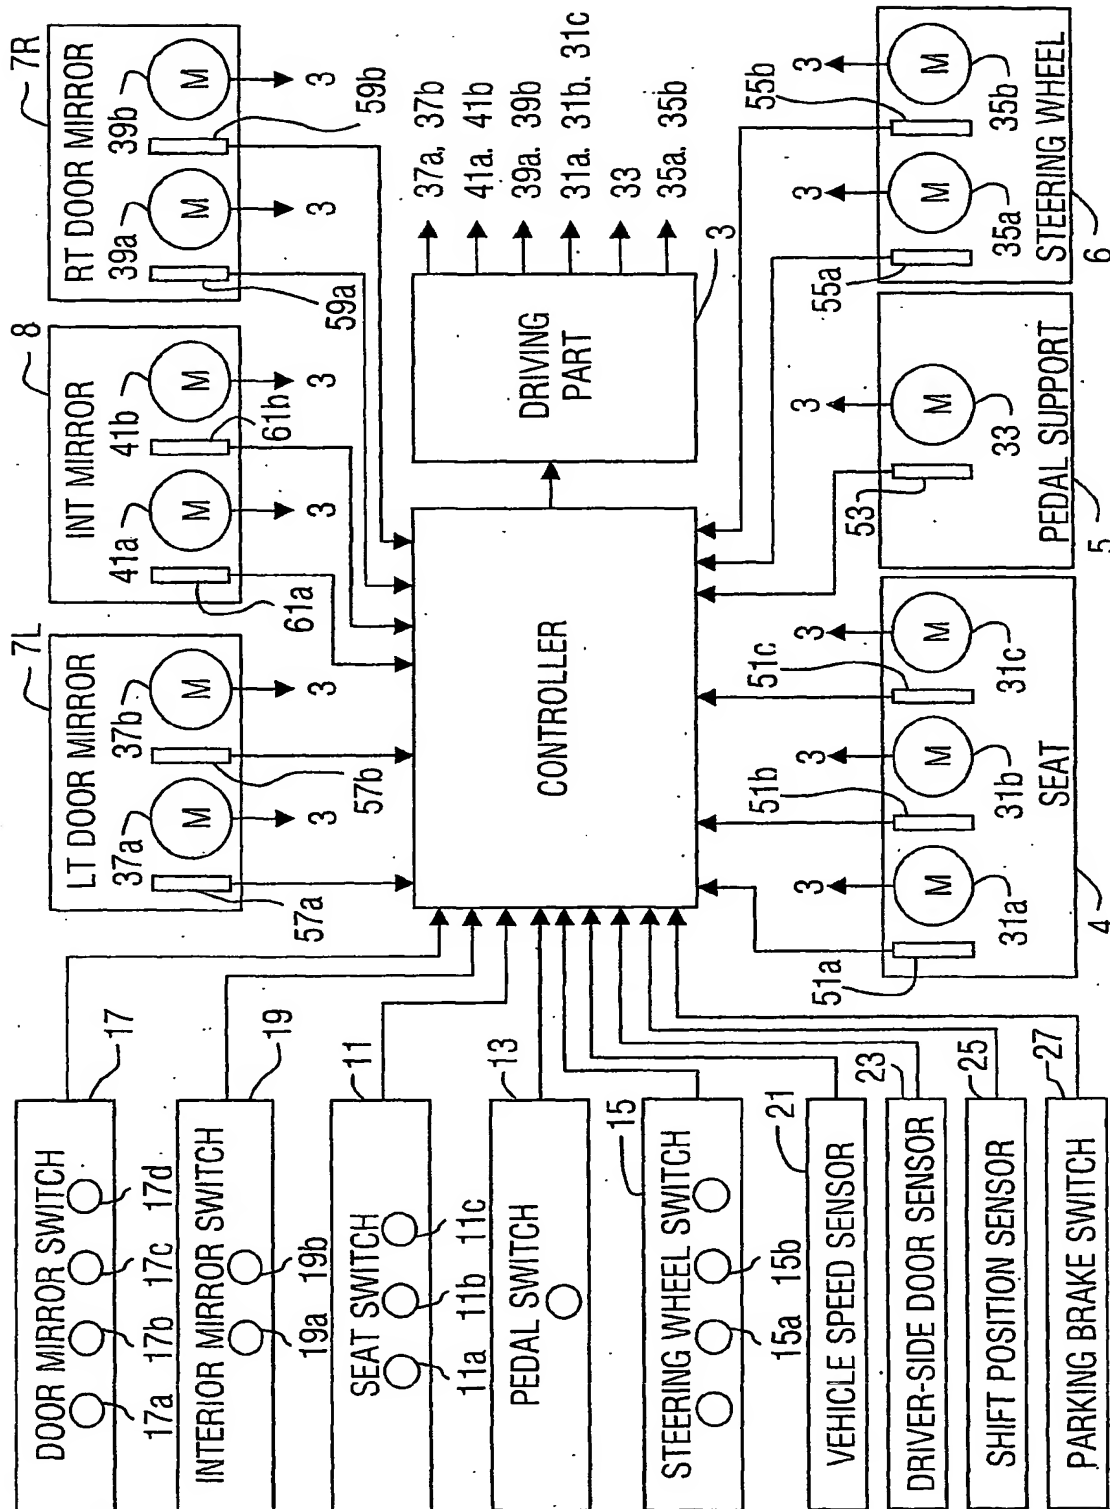 DOOR MIRROR SWITCH
17a
17b
17c
17d
17
INTERIOR MIRROR SWITCH
19a
19b
19
SEAT SWITCH
11a
11b
11c
11
PEDAL SWITCH
13
STEERING WHEEL SWITCH
15a
15b
15
VEHICLE SPEED SENSOR
21
DRIVER-SIDE DOOR SENSOR
23
SHIFT POSITION SENSOR
25
PARKING BRAKE SWITCH
27
7L
LT DOOR MIRROR
37a
37b
M
M
3
3
57a
57b
8
INT MIRROR
41a
41b
M
M
3
3
61a
61b
7R
RT DOOR MIRROR
39a
39b
M
M
3
3
59a
59b
CONTROLLER
DRIVING
PART
3
37a, 37b
41a. 41b
39a. 39b
31a. 31b. 31c
33
35a. 35b
51a
51b
51c
3
3
3
M
M
M
31a
31b
31c
SEAT
4
3
M
53
33
PEDAL SUPPORT
5
55a
55b
3
3
M
M
35a
35b
STEERING WHEEL
6